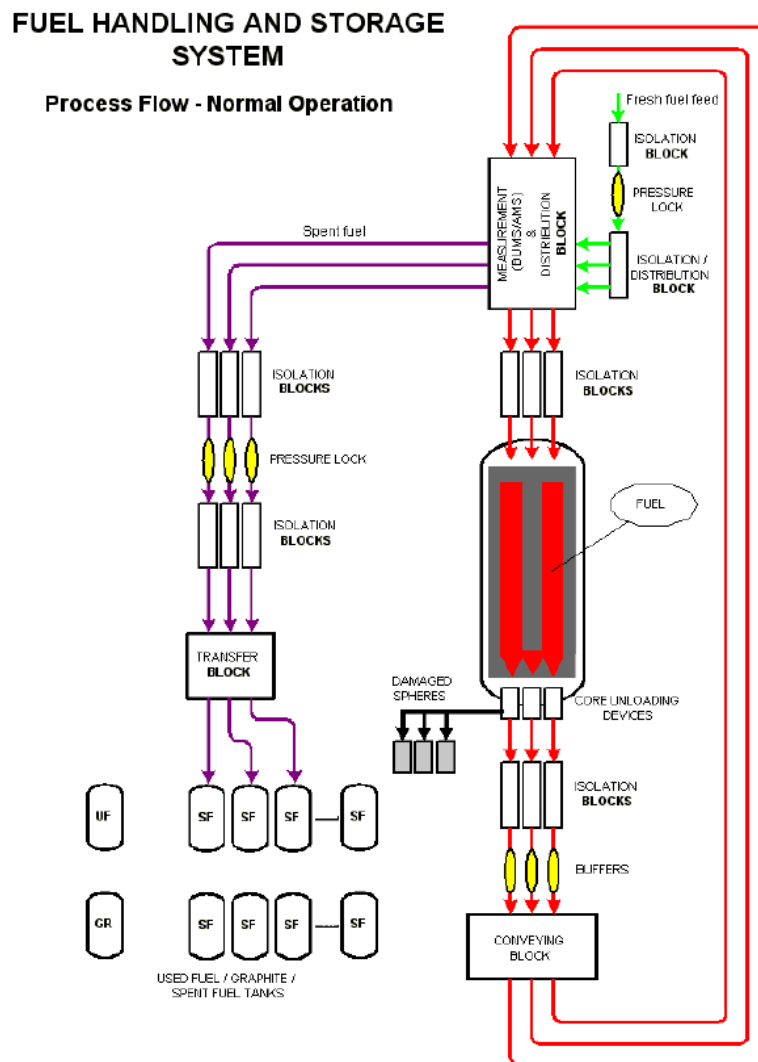 FUEL HANDLING AND STORAGE
SYSTEM
Process Flow - Normal Operation
Fresh fuel feed
ISOLATION
BLOCK
PRESSURE
LOCK
MEASUREMENT
(BUMS/AMS)
&
DISTRIBUTION
BLOCK
ISOLATION /
DISTRIBUTION
BLOCK
Spent fuel
ISOLATION
BLOCKS
ISOLATION
BLOCKS
PRESSURE LOCK
FUEL
ISOLATION
BLOCKS
TRANSFER
BLOCK
DAMAGED
SPHERES
CORE UNLOADING
DEVICES
ISOLATION
BLOCKS
UF
SF
SF
SF
SF
BUFFERS
GR
SF
SF
SF
SF
CONVEYING
BLOCK
USED FUEL / GRAPHITE /
SPENT FUEL TANKS